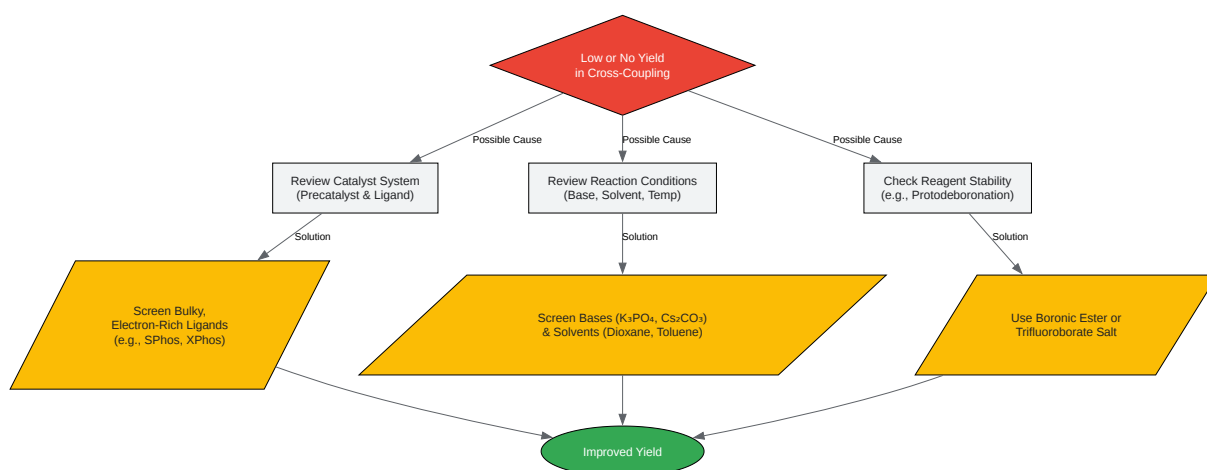 Low or No Yield
in Cross-Coupling
Possible Cause
Possible Cause
Possible Cause
Review Catalyst System
(Precatalyst & Ligand)
Review Reaction Conditions
(Base, Solvent, Temp)
Check Reagent Stability
(e.g., Protodeboronation)
Solution
Solution
Solution
Screen Bulky,
Electron-Rich Ligands
(e.g., SPhos, XPhos)
Screen Bases (K₃PO₄, Cs₂CO₃)
& Solvents (Dioxane, Toluene)
Use Boronic Ester or
Trifluoroborate Salt
Improved Yield